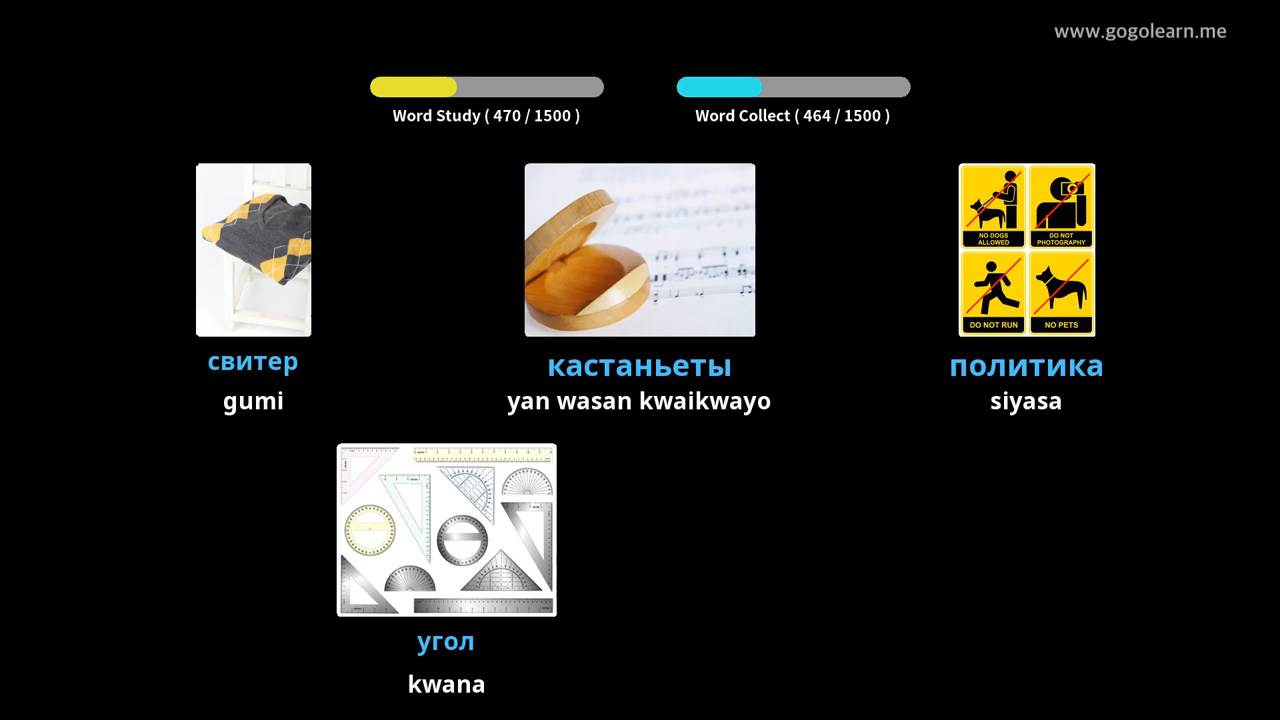 www.gogolearn.me
Word Study ( 470 / 1500 )
Word Collect ( 464 / 1500 )
NO DOGS
ALLOWED
DO NOT
PHOTOGRAPHY
DO NOT RUN
NO PETS
свитер
gumi
кастаньеты
yan wasan kwaikwayo
политика
siyasa
угол
kwana